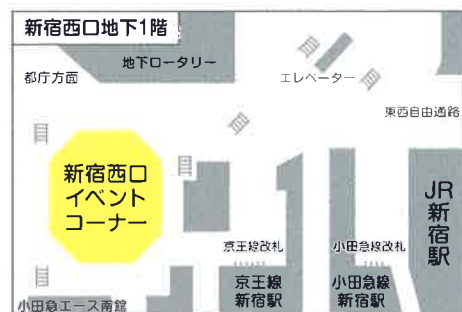 新宿西口地下1階
地下ロータリー
都庁方面
エレベーター
東西自由通路
新宿西口
イベント
コーナー
JR
新宿駅
京王線改札
小田急線改札
京王線
新宿駅
小田急線
新宿駅
小田急エース南館